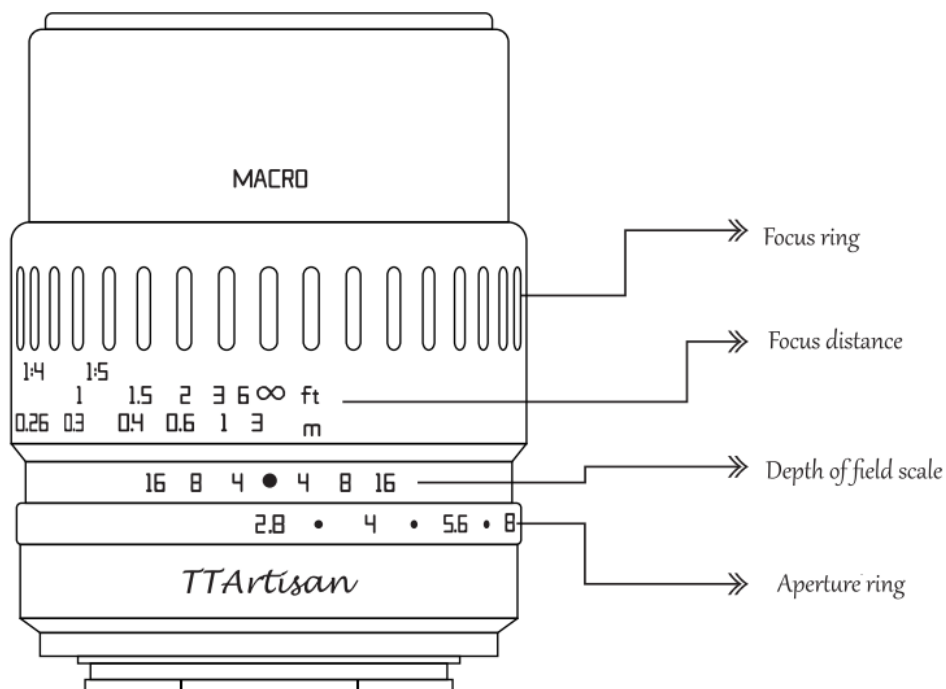 MACRO
Focus ring
Focus distance
1:4 1:5
1 1.5 2 3 6 ∞ ft
0.26 0.3 0.4 0.6 1 3 m
16 8 4 ● 4 8 16
Depth of field scale
2.8 • 4 • 5.6 • 8
TTArtisan
Aperture ring